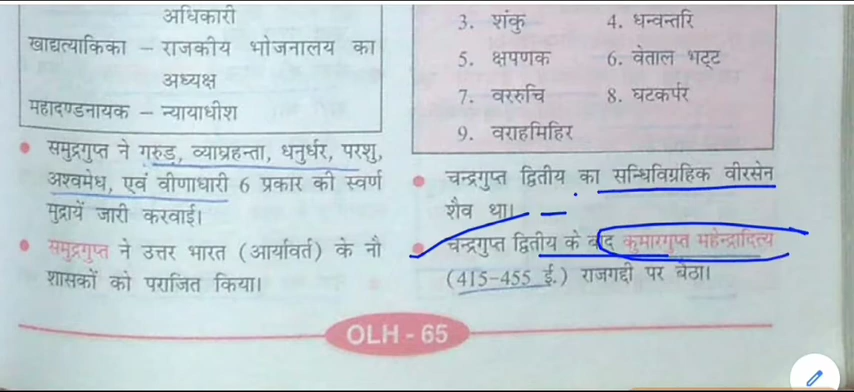 अधिकारी
खाद्यत्याकिका – राजकीय भोजनालय का
अध्यक्ष
महादण्डनायक – न्यायाधीश
• समुद्रगुप्त ने गरुड़, व्याघ्रहन्ता, धनुर्धर, परशु,
अश्वमेध, एवं वीणाधारी 6 प्रकार की स्वर्ण
मुद्रायें जारी करवाई।
• समुद्रगुप्त ने उत्तर भारत (आर्यावर्त) के नौ
शासकों को पराजित किया।
3. शंकु 4. धन्वन्तरि
5. क्षपणक 6. वेताल भट्ट
7. वररुचि 8. घटकर्पर
9. वराहमिहिर
• चन्द्रगुप्त द्वितीय का सन्धिविग्रहिक वीरसेन
शैव था।
• चन्द्रगुप्त द्वितीय के बाद कुमारगुप्त महेन्द्रादित्य
(415-455 ई.) राजगद्दी पर बैठा।
OLH - 65